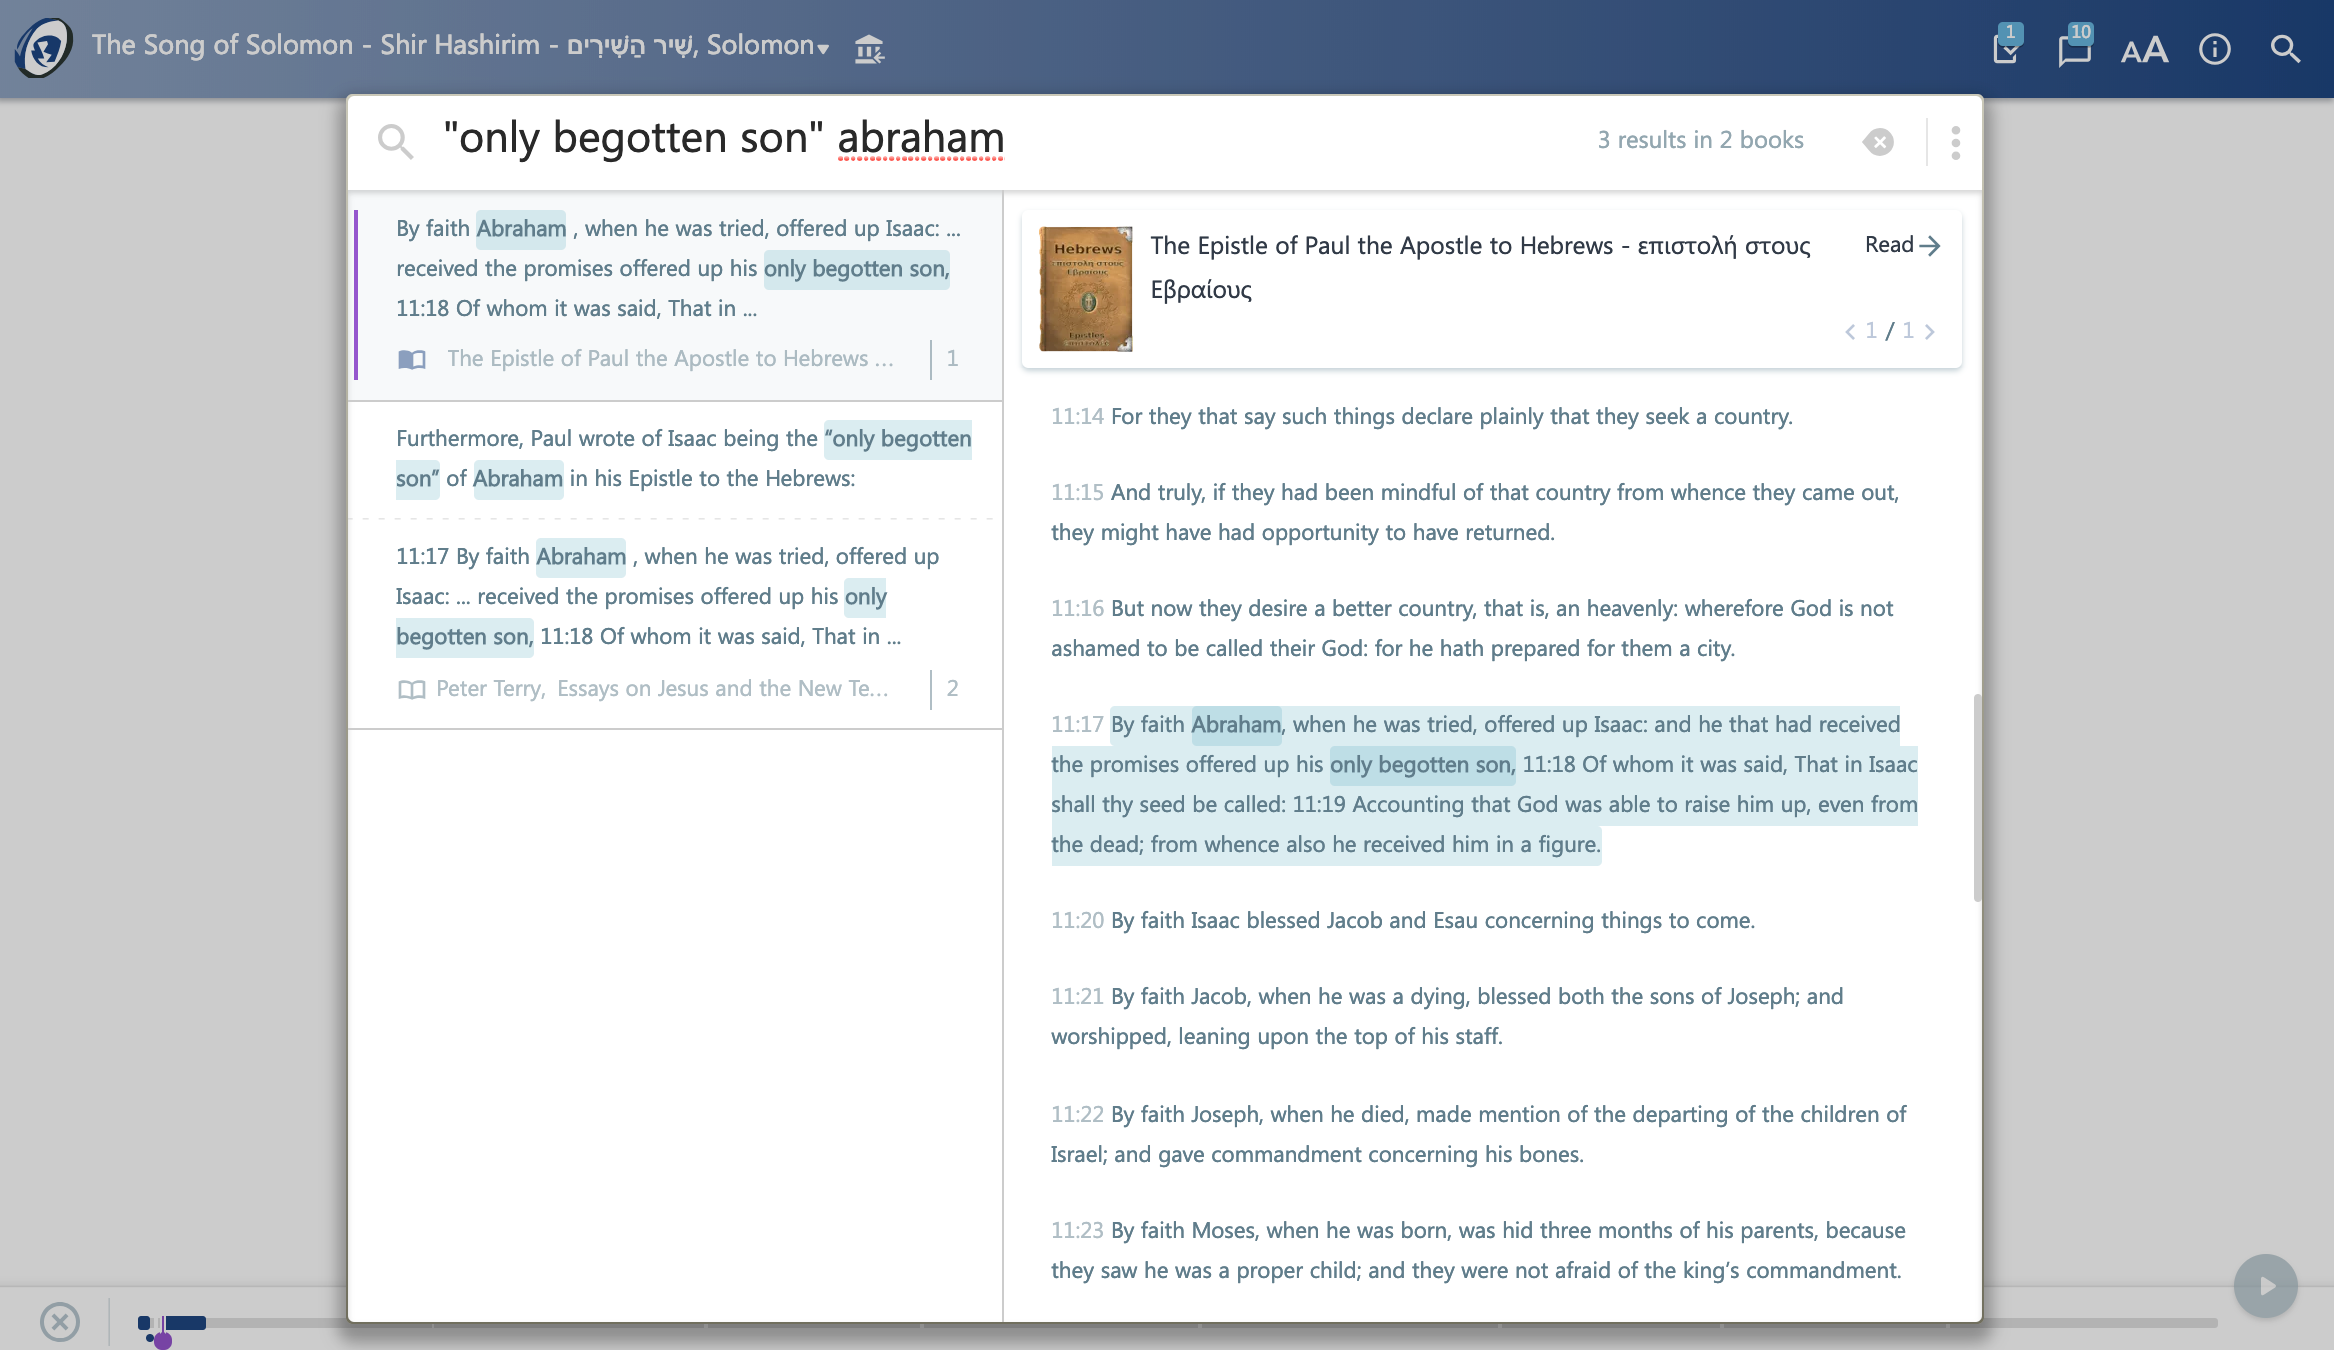 The Song of Solomon - Shir Hashirim - שִׁיר הַשִּׁירִים, Solomon
1
10
AA
"only begotten son" abraham
3 results in 2 books
By faith Abraham , when he was tried, offered up Isaac: ...
received the promises offered up his only begotten son,
11:18 Of whom it was said, That in ...
The Epistle of Paul the Apostle to Hebrews ...
1
Furthermore, Paul wrote of Isaac being the “only begotten
son” of Abraham in his Epistle to the Hebrews:
11:17 By faith Abraham , when he was tried, offered up
Isaac: ... received the promises offered up his only
begotten son, 11:18 Of whom it was said, That in ...
Peter Terry, Essays on Jesus and the New Te...
2
Hebrews
επιστολή στους
Εβραίους
Epistles
The Epistle of Paul the Apostle to Hebrews - επιστολή στους
Εβραίους
Read
1 / 1
11:14 For they that say such things declare plainly that they seek a country.
11:15 And truly, if they had been mindful of that country from whence they came out,
they might have had opportunity to have returned.
11:16 But now they desire a better country, that is, an heavenly: wherefore God is not
ashamed to be called their God: for he hath prepared for them a city.
11:17 By faith Abraham, when he was tried, offered up Isaac: and he that had received
the promises offered up his only begotten son, 11:18 Of whom it was said, That in Isaac
shall thy seed be called: 11:19 Accounting that God was able to raise him up, even from
the dead; from whence also he received him in a figure.
11:20 By faith Isaac blessed Jacob and Esau concerning things to come.
11:21 By faith Jacob, when he was a dying, blessed both the sons of Joseph; and
worshipped, leaning upon the top of his staff.
11:22 By faith Joseph, when he died, made mention of the departing of the children of
Israel; and gave commandment concerning his bones.
11:23 By faith Moses, when he was born, was hid three months of his parents, because
they saw he was a proper child; and they were not afraid of the king’s commandment.